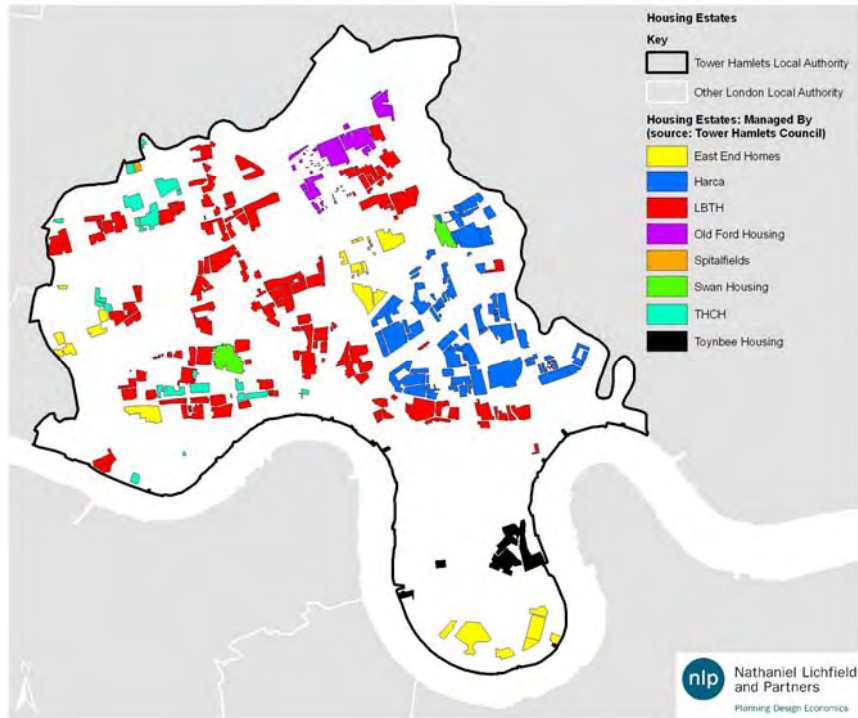 Housing Estates
Key
Tower Hamlets Local Authority
Other London Local Authority
Housing Estates: Managed By
(source: Tower Hamlets Council)
East End Homes
Harca
LBTH
Old Ford Housing
Spitalfields
Swan Housing
THCH
Toynbee Housing
N
nlp
Nathaniel Lichfield
and Partners
Planning Design Economics